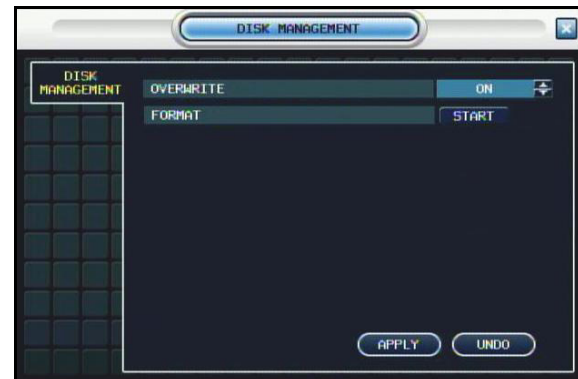 DISK MANAGEMENT
DISK
MANAGEMENT
OVERWRITE ON
FORMAT START
APPLY UNDO